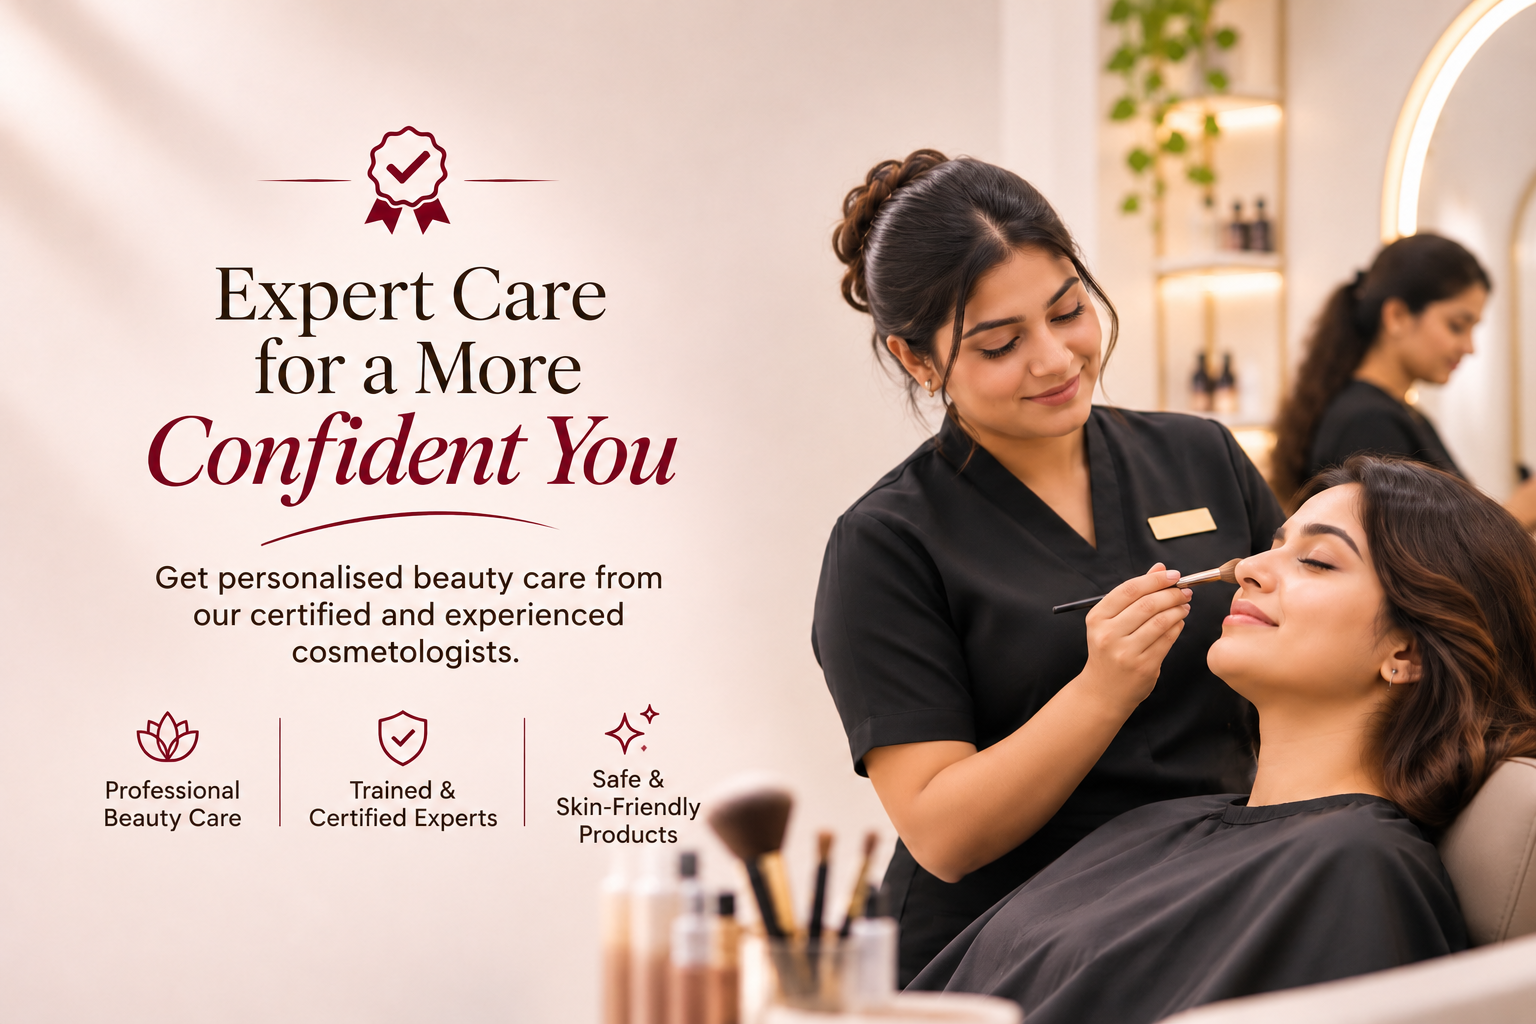 Expert Care
for a More
Confident You
Get personalised beauty care from
our certified and experienced
cosmetologists.
Professional
Beauty Care
Trained &
Certified Experts
Safe &
Skin-Friendly
Products